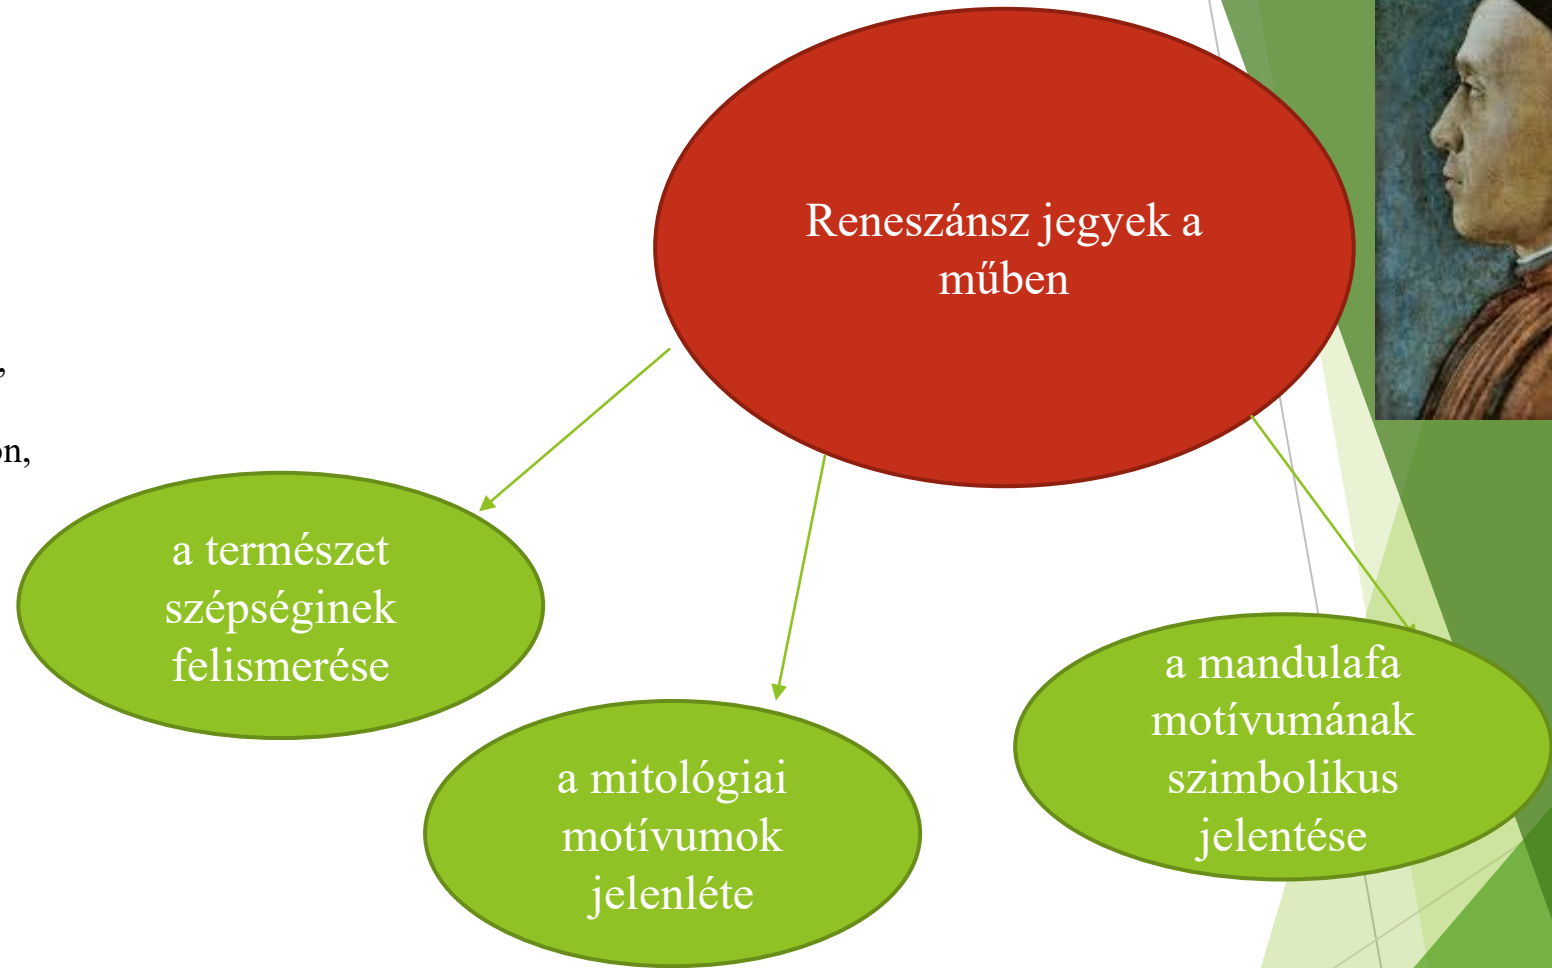 Reneszánsz jegyek a
műben
a természet
szépséginek
felismerése
a mitológiai
motívumok
jelenléte
a mandulafa
motívumának
szimbolikus
jelentése